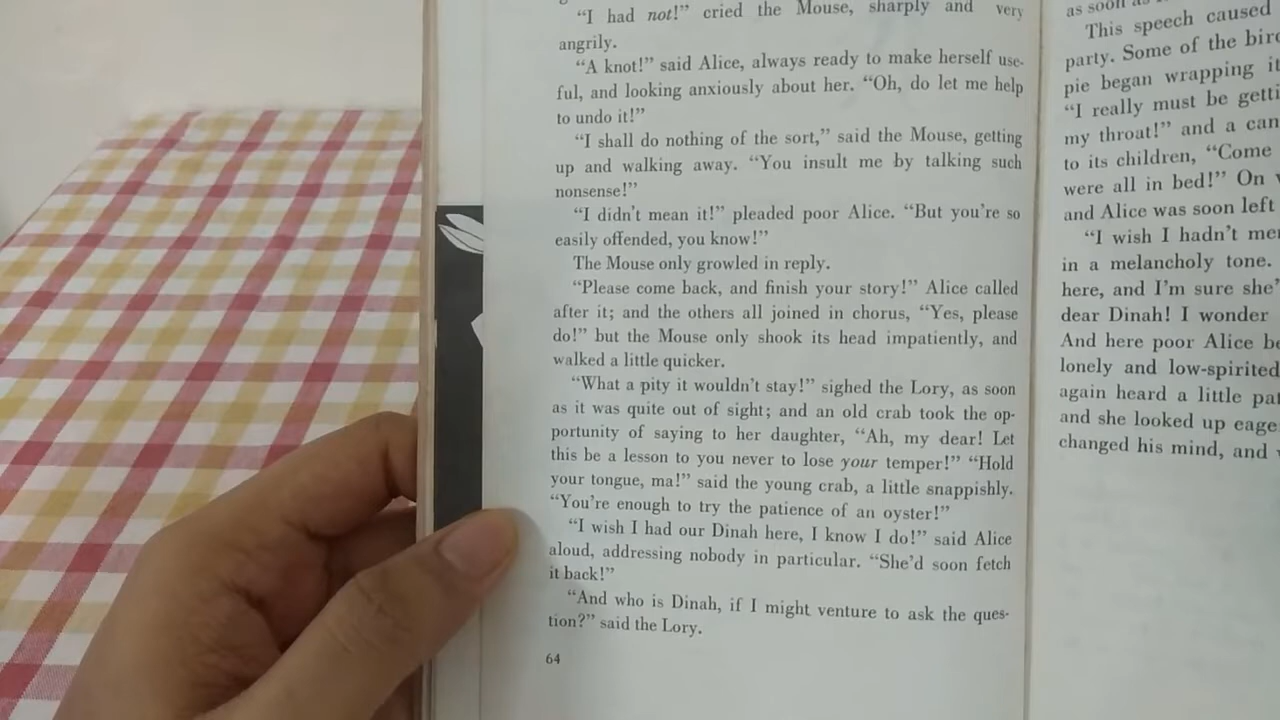 “I had not!” cried the Mouse, sharply and very
angrily.
“A knot!” said Alice, always ready to make herself use-
ful, and looking anxiously about her. “Oh, do let me help
to undo it!”
“I shall do nothing of the sort,” said the Mouse, getting
up and walking away. “You insult me by talking such
nonsense!”
“I didn’t mean it!” pleaded poor Alice. “But you’re so
easily offended, you know!”
The Mouse only growled in reply.
“Please come back, and finish your story!” Alice called
after it; and the others all joined in chorus, “Yes, please
do!” but the Mouse only shook its head impatiently, and
walked a little quicker.
“What a pity it wouldn’t stay!” sighed the Lory, as soon
as it was quite out of sight; and an old crab took the op-
portunity of saying to her daughter, “Ah, my dear! Let
this be a lesson to you never to lose your temper!” “Hold
your tongue, ma!” said the young crab, a little snappishly.
“You’re enough to try the patience of an oyster!”
“I wish I had our Dinah here, I know I do!” said Alice
aloud, addressing nobody in particular. “She’d soon fetch
it back!”
“And who is Dinah, if I might venture to ask the ques-
tion?” said the Lory.
64
as soon as
This speech caused
party. Some of the
pie began wrapping
“I really must be
my throat!” and a
to its children, “Come
were all in bed!” On
and Alice was soon left
“I wish I hadn’t
in a melancholy tone.
here, and I’m sure
dear Dinah! I wonder
And here poor Alice
lonely and low-spirited
again heard a little
and she looked up
changed his mind, and